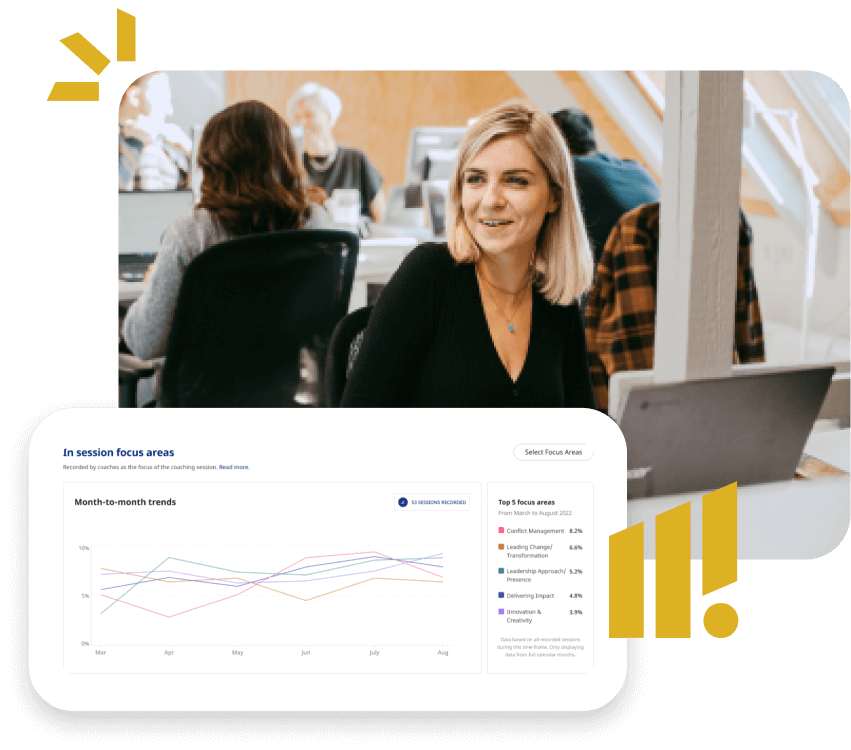 In session focus areas
Select Focus Areas
Recorded by coaches as the focus of the coaching session. Read more.
Month-to-month trends
53 SESSIONS RECORDED
10%
5%
0%
Mar Apr May Jun July Aug
Top 5 focus areas
From March to August 2022
Conflict Management 8.2%
Leading Change/ 6.6%
Transformation
Leadership Approach/ 5.2%
Presence
Delivering Impact 4.8%
Innovation & 3.9%
Creativity
Data based on all recorded sessions
during this time frame. Only displaying
data from full calendar months.